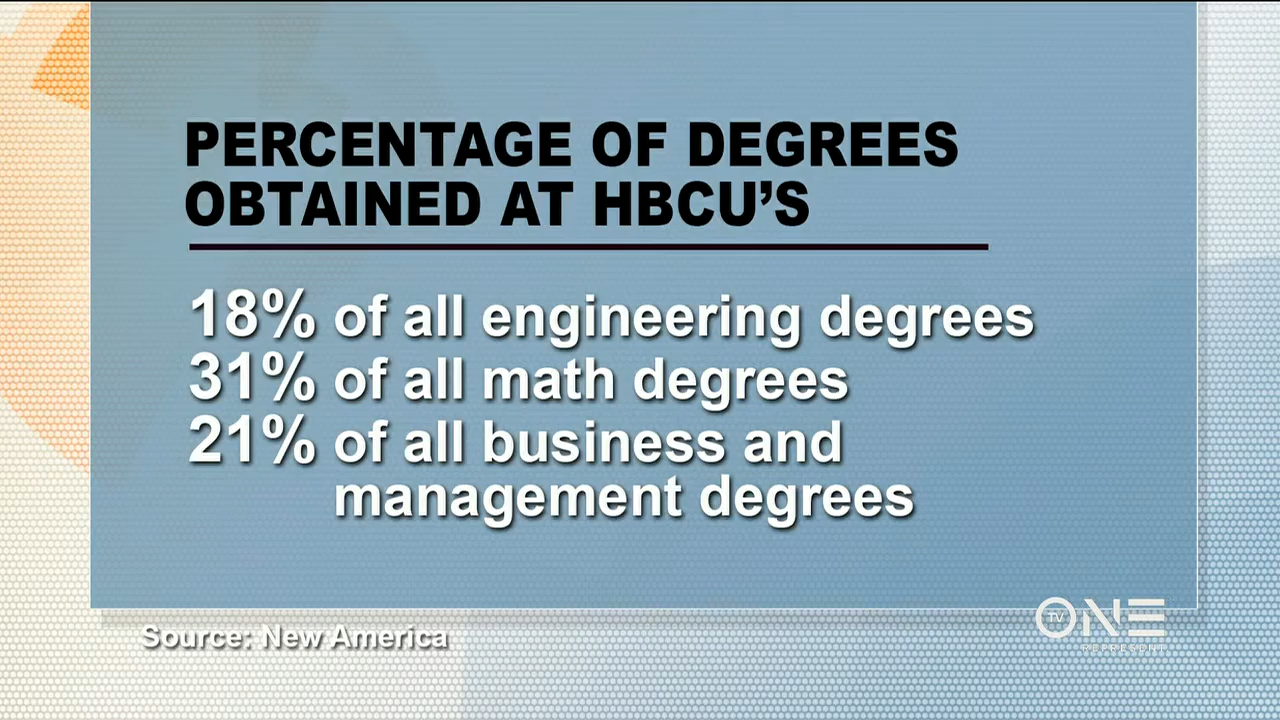 PERCENTAGE OF DEGREES
OBTAINED AT HBCU'S
18% of all engineering degrees
31% of all math degrees
21% of all business and
management degrees
Source: New America
TV ONE
REPRESENT